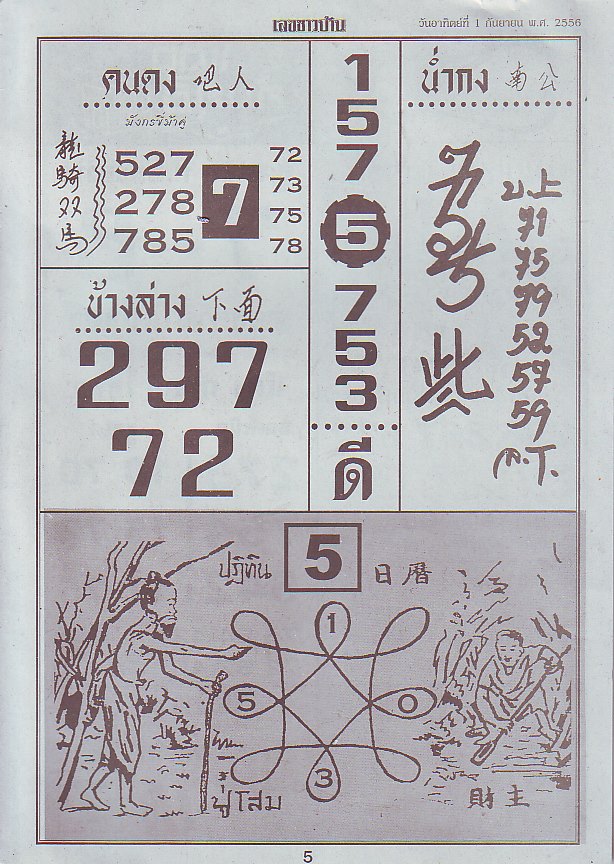 เลขชาวบ้าน
วันอาทิตย์ที่ 1 กันยายน พ.ศ. 2556
คนดง 吧人
มังกรขี่ม้าคู่
龍騎双馬
527
278
785
7
72
73
75
78
ข้างล่าง 下面
297
72
1
5
7
5
7
5
3
ดี
น่ำกง 南公
些
บ.上
71
75
79
52
57
59
ล.T.
ปฏิทิน 5 日曆
1
5 0
3
ปู่โสม
財主
5